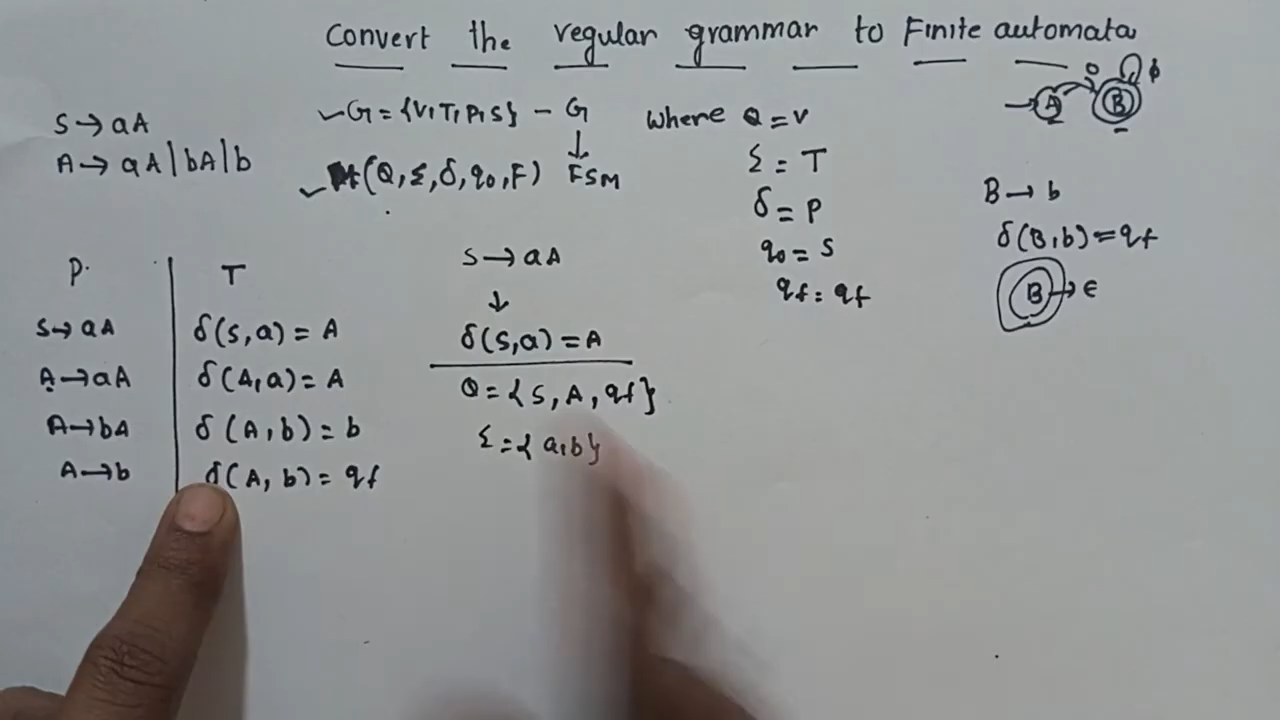 Convert the regular grammar to Finite automata
S → aA
A → aA | bA | b
G = {V, T, P, S} - G
↓
M (Q, Σ, δ, q0, F) FSM
where Q = V
Σ = T
δ = P
q0 = S
qf = qf
A 0 B
B → b
δ(B, b) = qf
B → ϵ
P. T
S → aA δ(S, a) = A
A → aA δ(A, a) = A
A → bA δ(A, b) = b
A → b δ(A, b) = qf
S → aA
↓
δ(S, a) = A
Q = {S, A, qf}
Σ = {a, b}